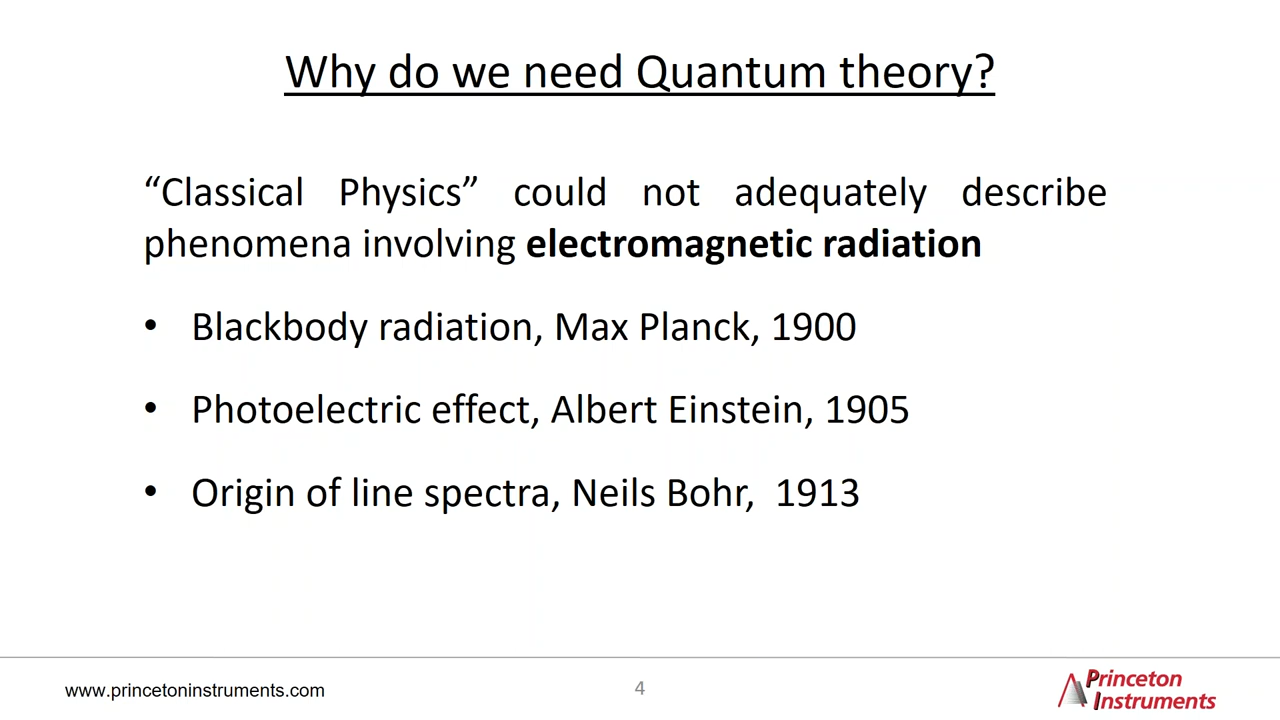 Why do we need Quantum theory?
“Classical Physics” could not adequately describe
phenomena involving electromagnetic radiation
• Blackbody radiation, Max Planck, 1900
• Photoelectric effect, Albert Einstein, 1905
• Origin of line spectra, Neils Bohr,  1913
www.princetoninstruments.com
4
Princeton
Instruments